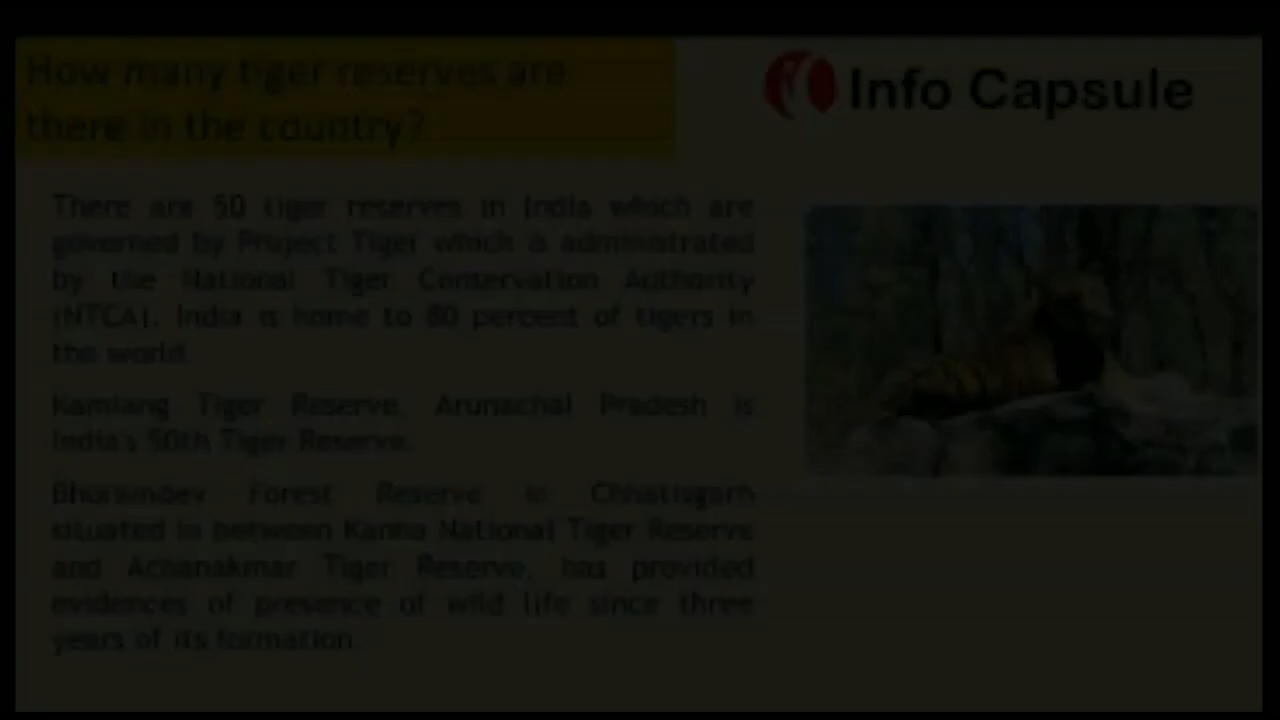 How many tiger reserves are
there in the country?
Info Capsule
There are 50 tiger reserves in India which are
governed by Project Tiger which is administrated
by the National Tiger Conservation Authority
(NTCA). India is home to 80 percent of tigers in
the world.
Kamlang Tiger Reserve, Arunachal Pradesh is
India's 50th Tiger Reserve.
Bhoramdev Forest Reserve in Chhatisgarh
situated in between Kanha National Tiger Reserve
and Achanakmar Tiger Reserve, has provided
evidences of presence of wild life since three
years of its formation.